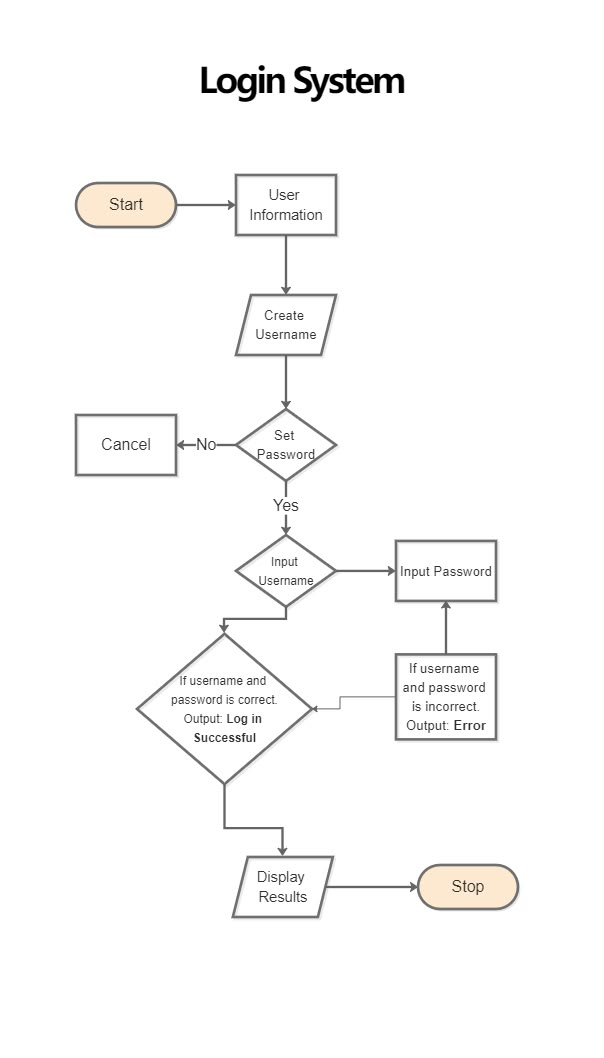 Login System
Start
User
Information
Create
Username
Set
Password
No
Cancel
Yes
Input
Username
Input Password
If username and
password is correct.
Output: Log in
Successful
If username
and password
is incorrect.
Output: Error
Display
Results
Stop